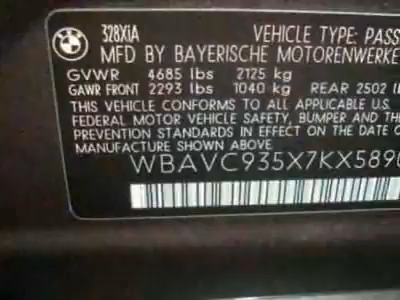 BMW
328XiA VEHICLE TYPE: PASS
MFD BY BAYERISCHE MOTORENWERKE
GVWR 4685 lbs 2125 kg
GAWR FRONT 2293 lbs 1040 kg REAR 2502 l
THIS VEHICLE CONFORMS TO ALL APPLICABLE
FEDERAL MOTOR VEHICLE SAFETY, BUMPER AND THE
PREVENTION STANDARDS IN EFFECT ON THE DATE O
MANUFACTURE SHOWN ABOVE
WBAVC935X7KX5890